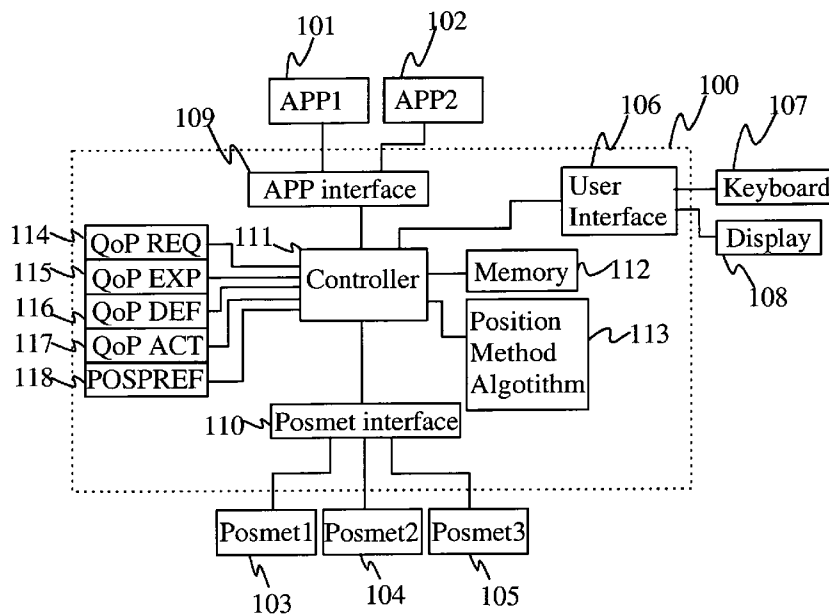 101
102
100
APP1
APP2
106
107
109
APP interface
User
Interface
Keyboard
114
QoP REQ
111
Display
115
QoP EXP
Controller
Memory
112
108
116
QoP DEF
Position
Method
Algotithm
113
117
QoP ACT
118
POSPREF
110
Posmet interface
Posmet1
Posmet2
Posmet3
103
104
105